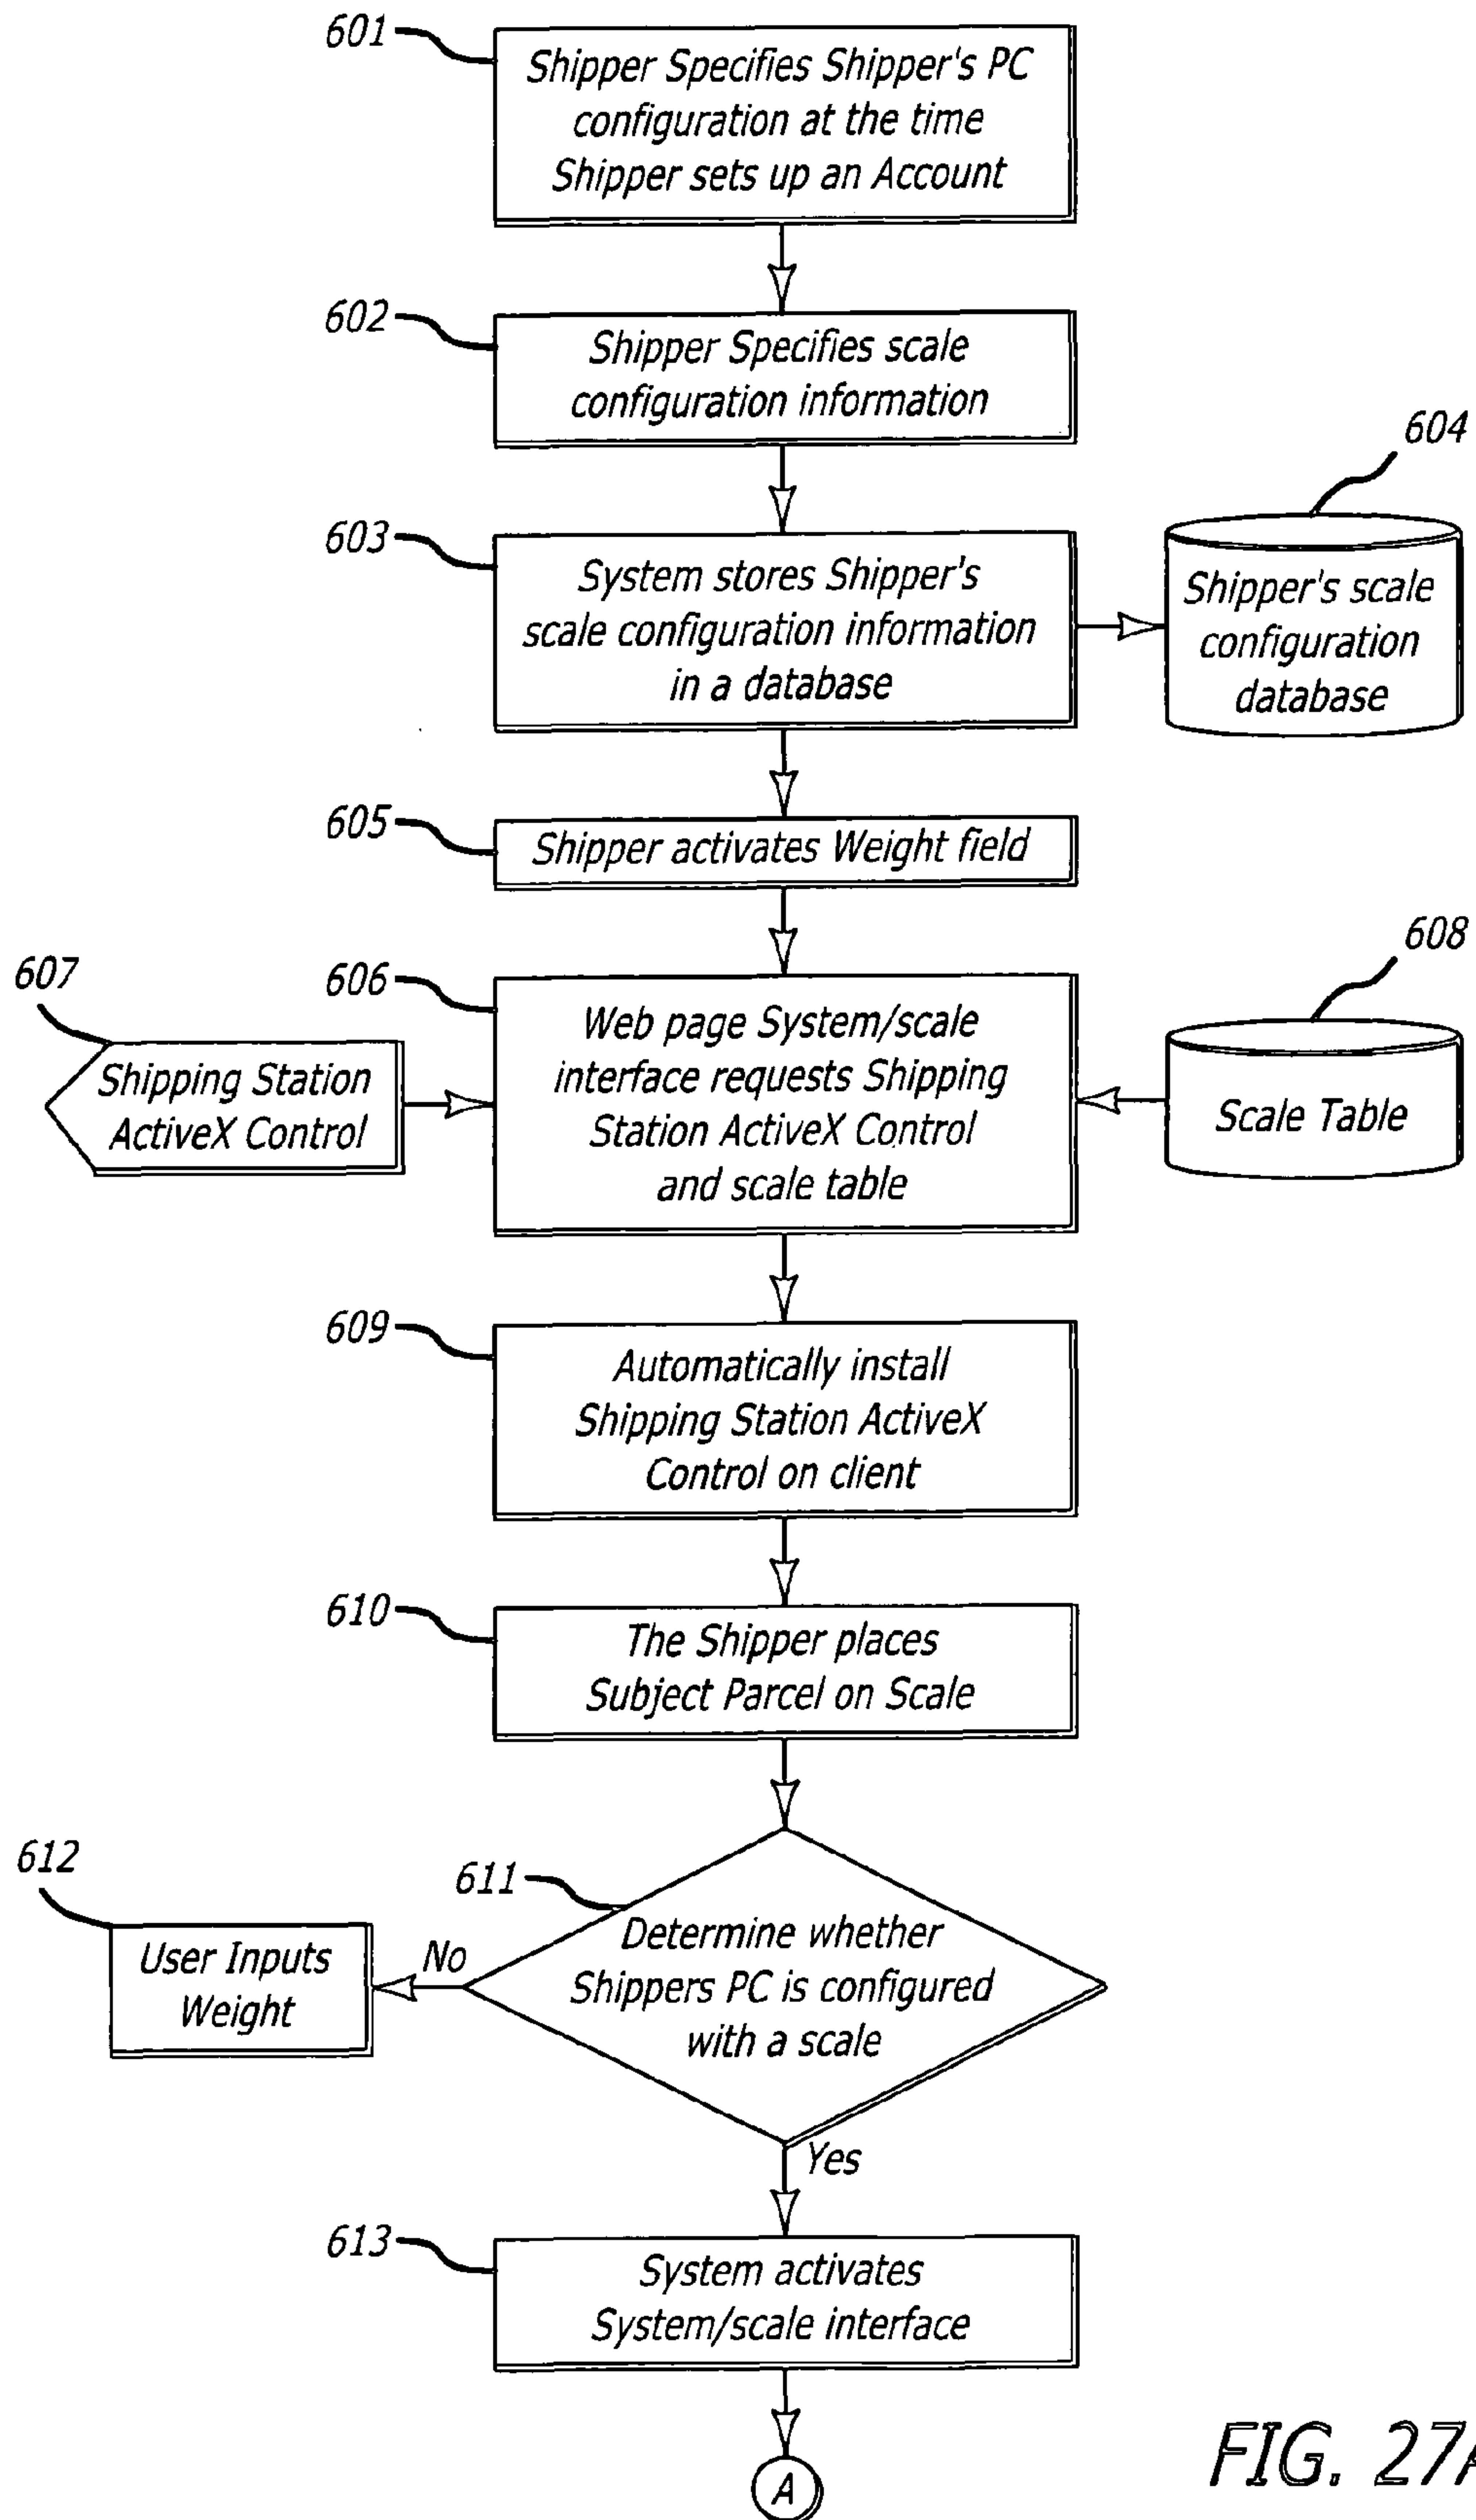 601
Shipper Specifies Shipper's PC
configuration at the time
Shipper sets up an Account
602
Shipper Specifies scale
configuration information
603
System stores Shipper's
scale configuration information
in a database
604
Shipper's scale
configuration
database
605
Shipper activates Weight field
606
Web page System/scale
interface requests Shipping
Station ActiveX Control
and scale table
607
Shipping Station
ActiveX Control
608
Scale Table
609
Automatically install
Shipping Station ActiveX
Control on client
610
The Shipper places
Subject Parcel on Scale
611
Determine whether
Shippers PC is configured
with a scale
No
612
User Inputs
Weight
Yes
613
System activates
System/scale interface
A
FIG. 27A